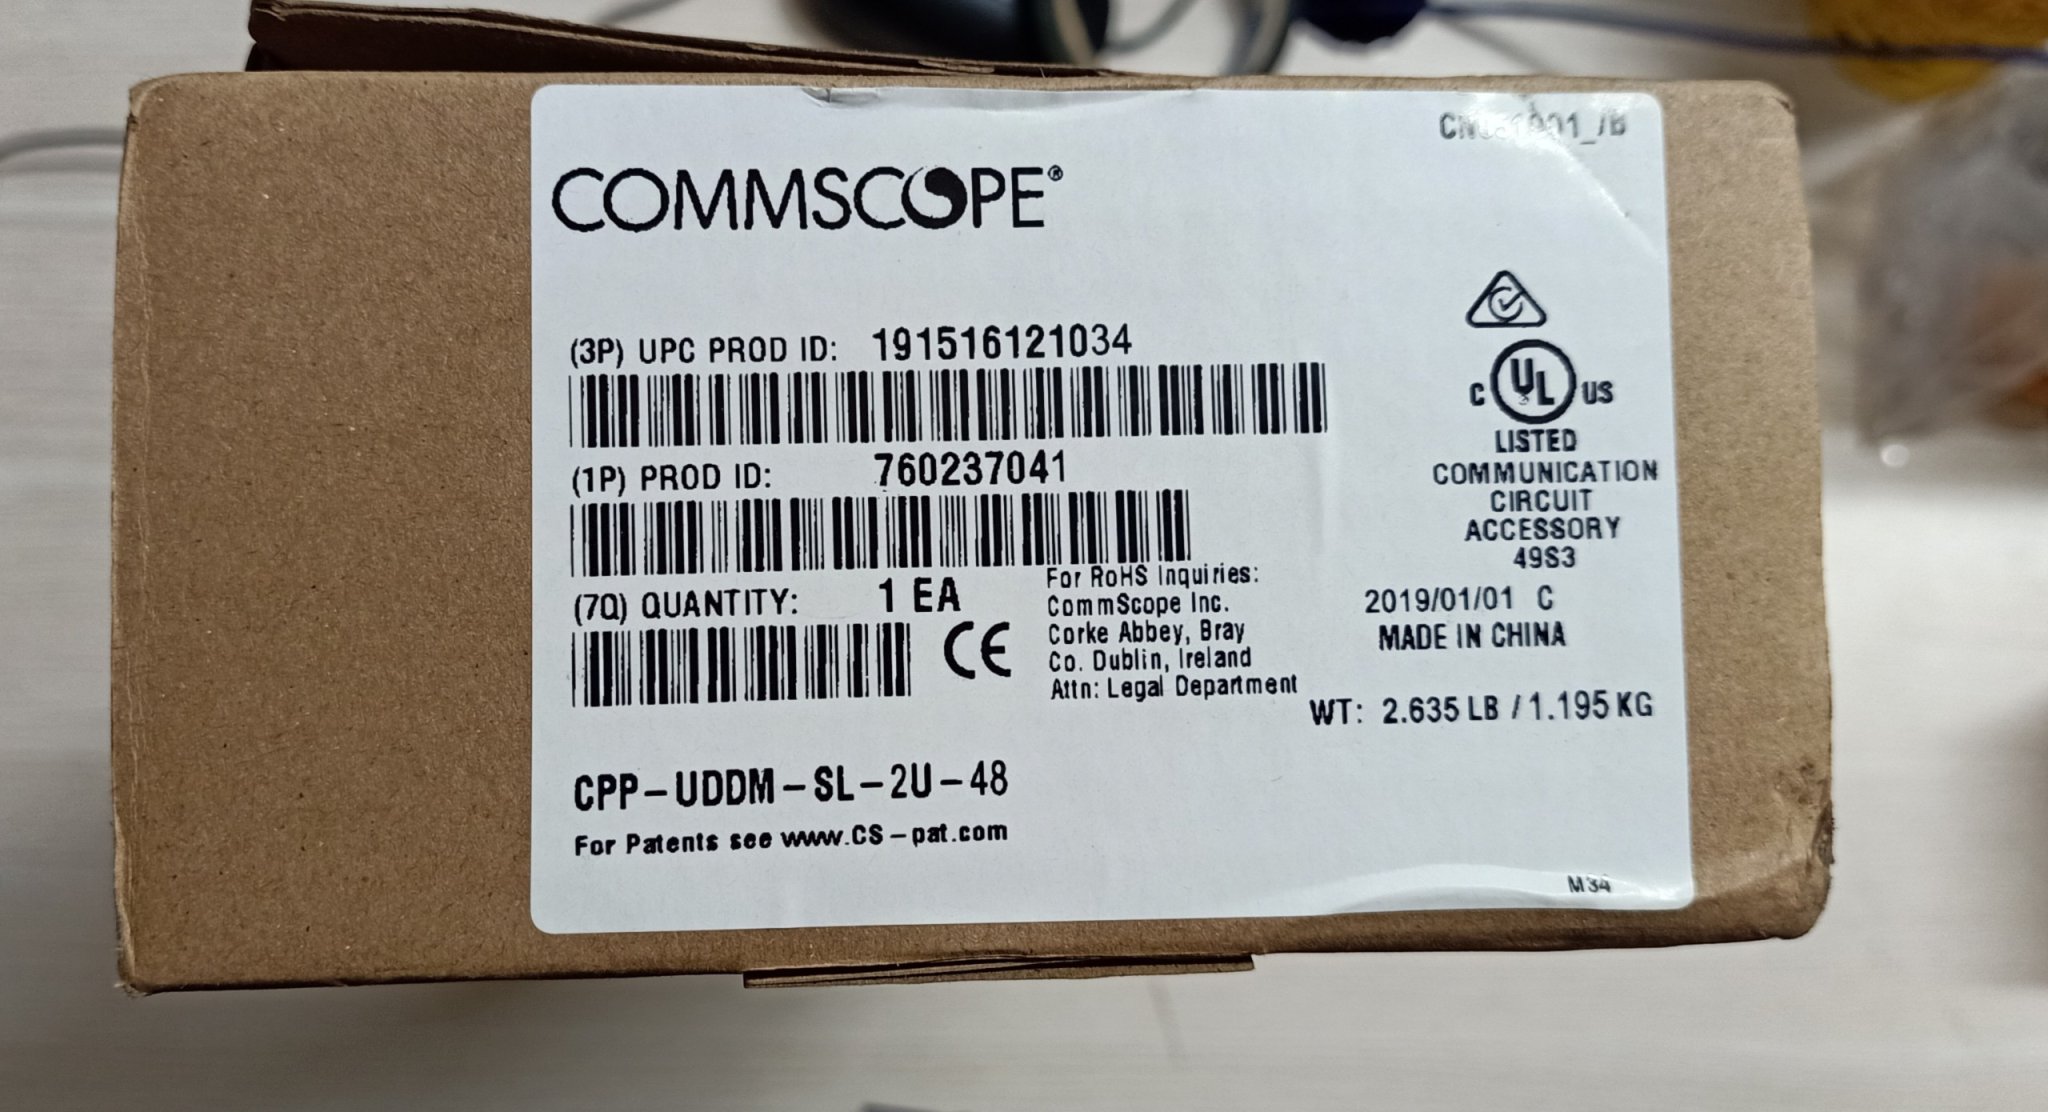 COMMSCOPE®
(3P) UPC PROD ID: 191516121034
(1P) PROD ID: 760237041
(7Q) QUANTITY: 1 EA
CE
For RoHS Inquiries:
CommScope Inc.
Corke Abbey, Bray
Co. Dublin, Ireland
Attn: Legal Department
C UL US
LISTED
COMMUNICATION
CIRCUIT
ACCESSORY
49S3
2019/01/01 C
MADE IN CHINA
WT: 2.635 LB / 1.195 KG
CPP-UDDM-SL-2U-48
For Patents see www.CS-pat.com
M34